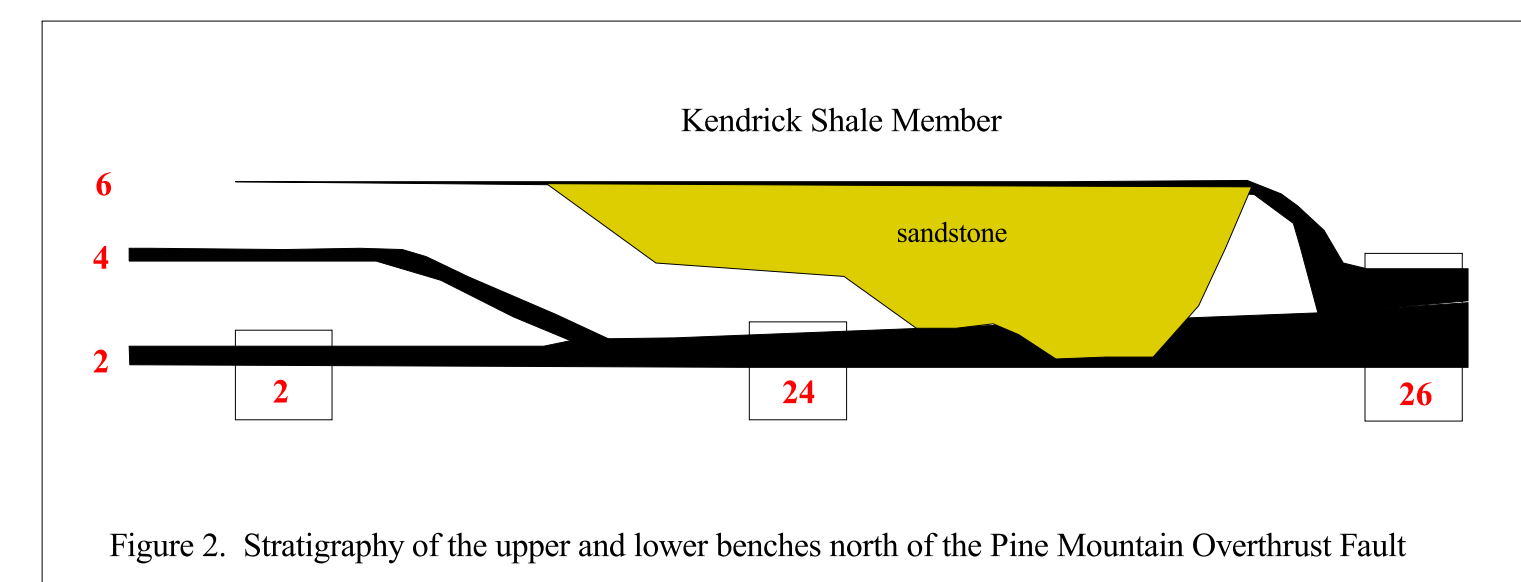 Kendrick Shale Member
6
sandstone
4
2
2
24
26
Figure 2. Stratigraphy of the upper and lower benches north of the Pine Mountain Overthrust Fault